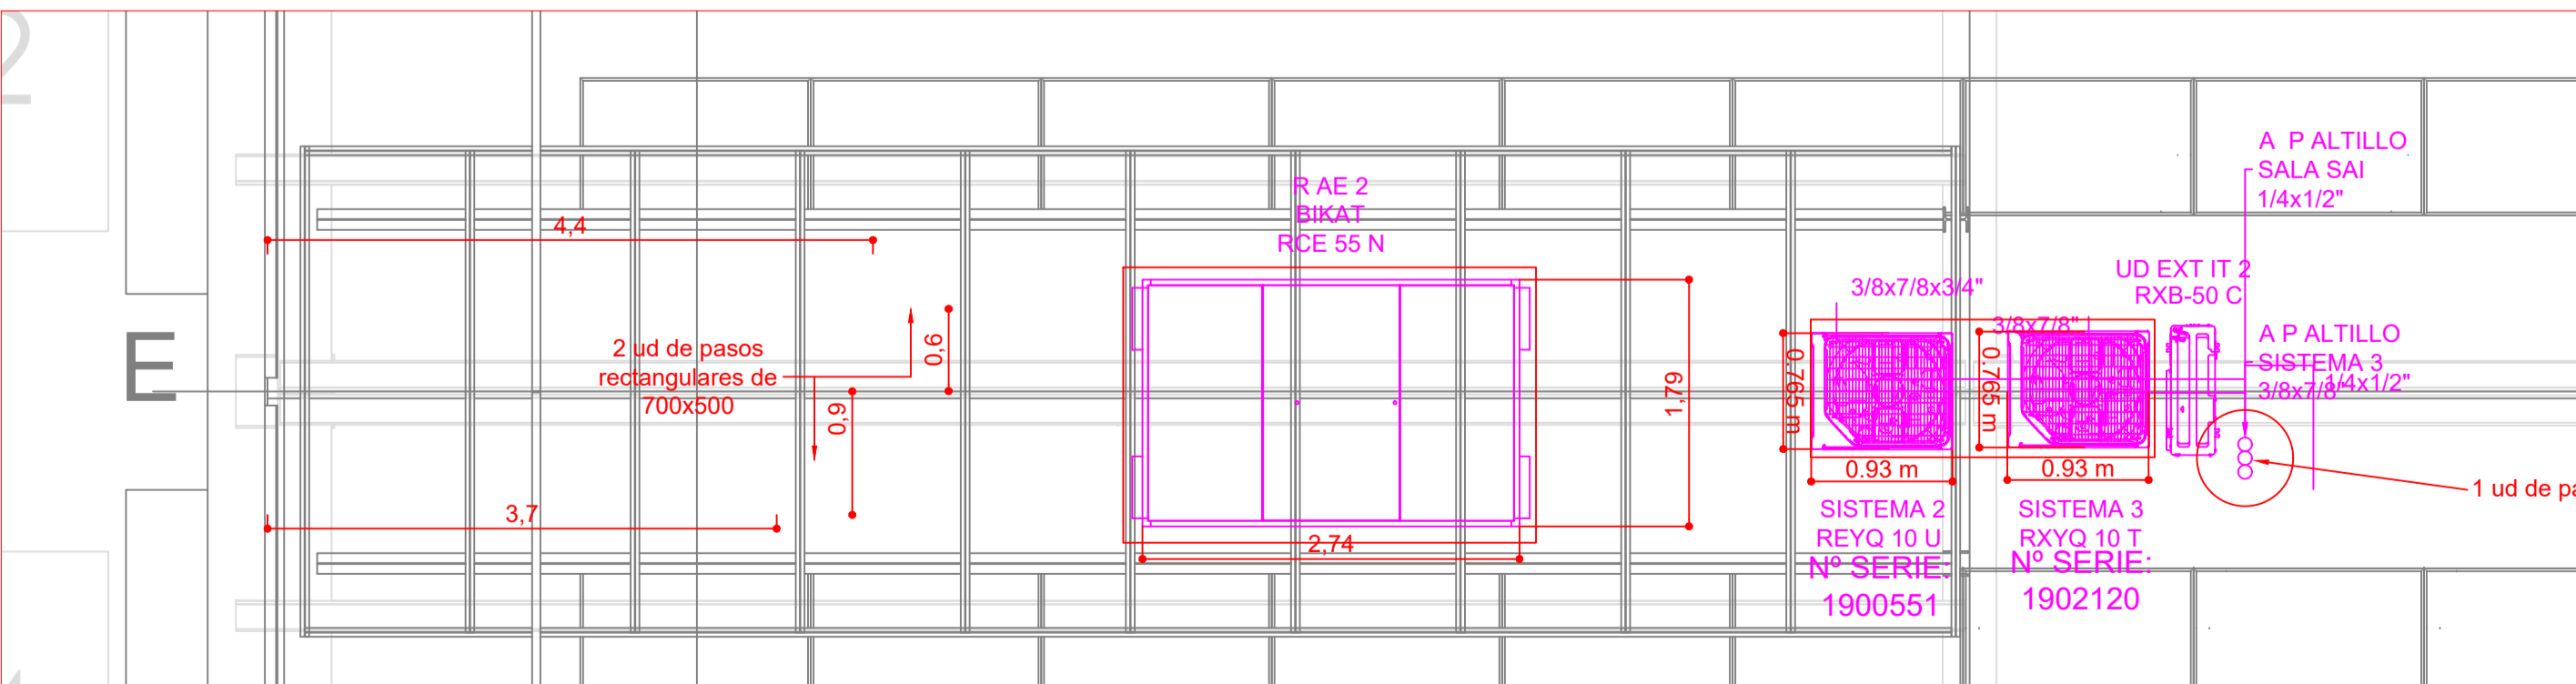 2
A P ALTILLO
SALA SAI
1/4x1/2"
R AE 2
BIKAT
RCE 55 N
4,4
UD EXT IT 2
RXB-50 C
3/8x7/8x3/4"
3/8x7/8"
A P ALTILLO
SISTEMA 3
3/8x7/8"
1/4x1/2"
E
2 ud de pasos
rectangulares de
700x500
0,6
0,9
1,79
0.765 m
0.765 m
0.93 m
0.93 m
1 ud de pa
3,7
2,74
SISTEMA 2
REYQ 10 U
Nº SERIE:
1900551
SISTEMA 3
RXYQ 10 T
Nº SERIE:
1902120